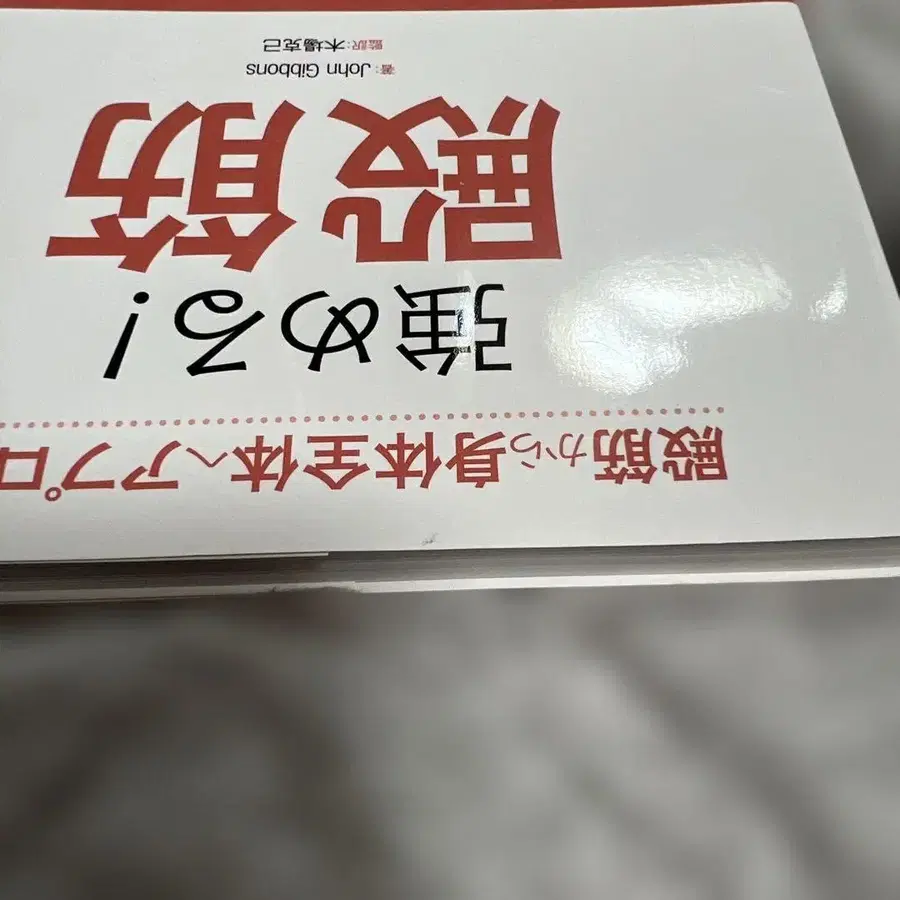 殿筋から身体全体へアプロ
強める!
殿筋
著: John Gibbons
監訳: 木場克己